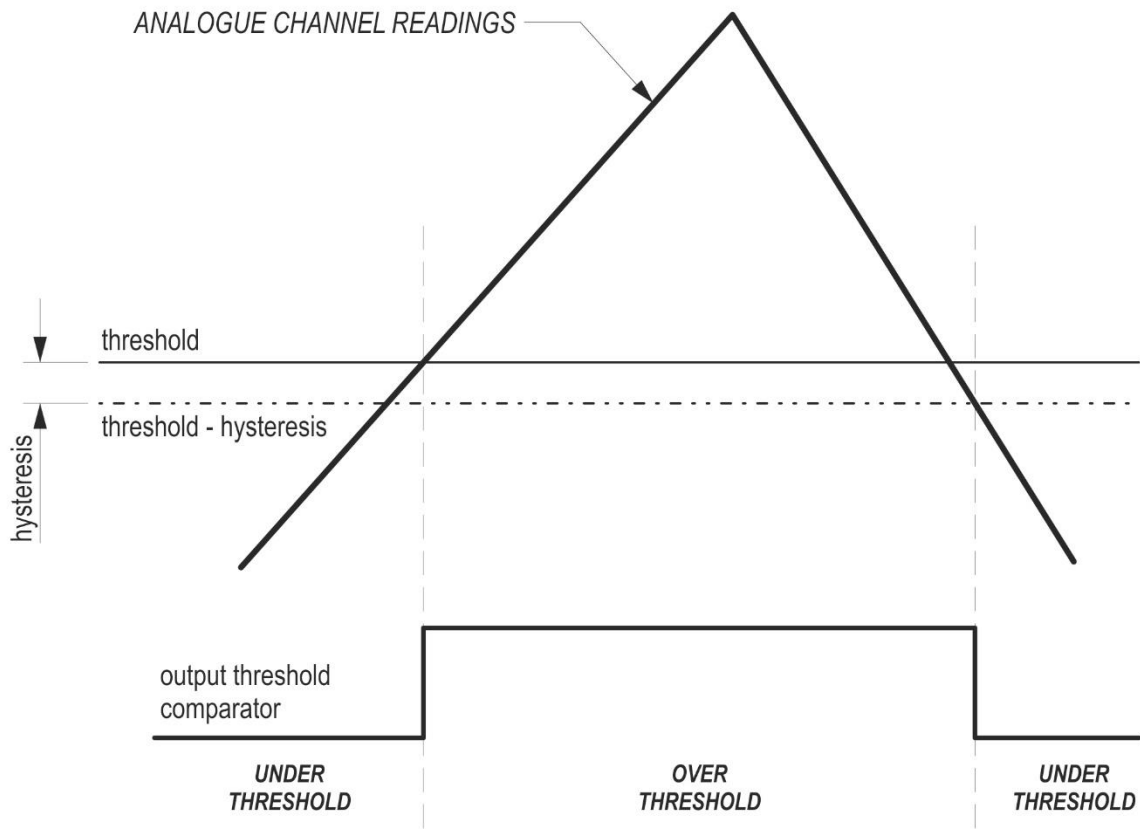 ANALOGUE CHANNEL READINGS
threshold
threshold - hysteresis
hysteresis
output threshold
comparator
UNDER
THRESHOLD
OVER
THRESHOLD
UNDER
THRESHOLD